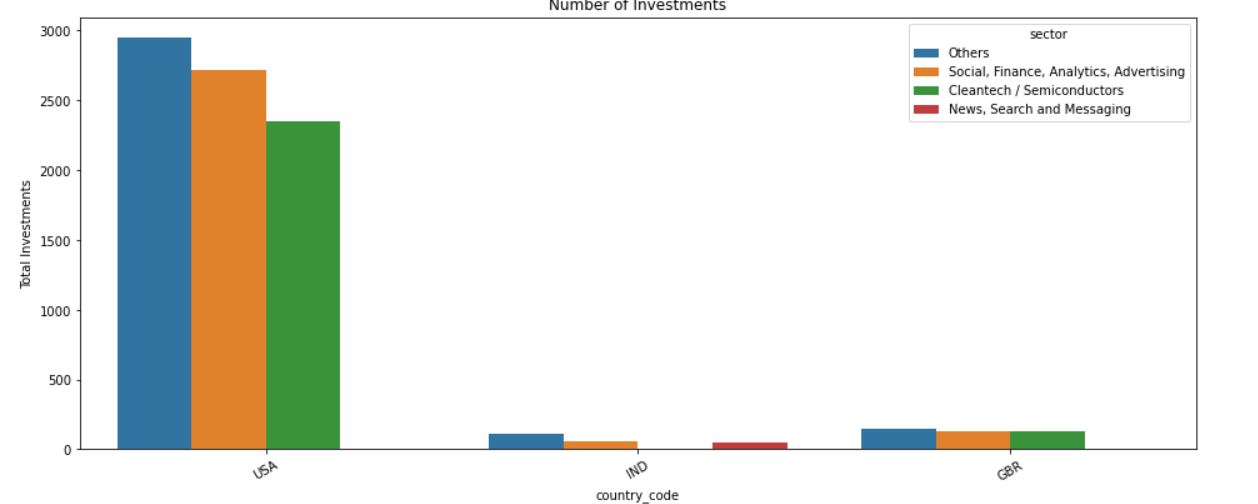 Number of Investments
3000
2500
2000
1500
1000
500
0
Total Investments
sector
Others
Social, Finance, Analytics, Advertising
Cleantech / Semiconductors
News, Search and Messaging
USA
IND
GBR
country_code